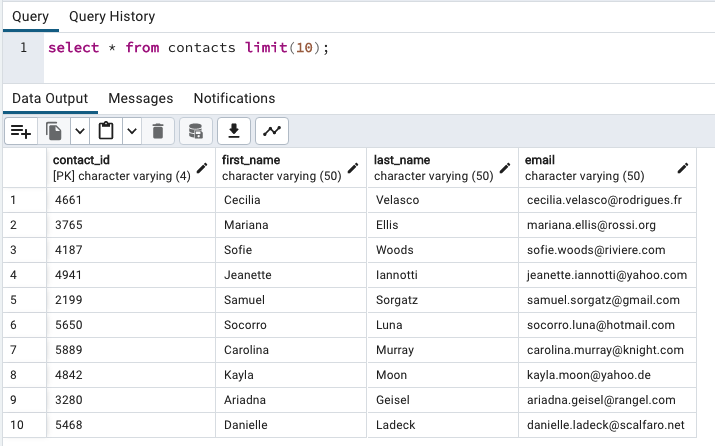 Query Query History
1 select * from contacts limit(10);
Data Output Messages Notifications
contact_id first_name last_name email
[PK] character varying (4) character varying (50) character varying (50) character varying (50)
1 4661 Cecilia Velasco cecilia.velasco@rodrigues.fr
2 3765 Mariana Ellis mariana.ellis@rossi.org
3 4187 Sofie Woods sofie.woods@riviere.com
4 4941 Jeanette Iannotti jeanette.iannotti@yahoo.com
5 2199 Samuel Sorgatz samuel.sorgatz@gmail.com
6 5650 Socorro Luna socorro.luna@hotmail.com
7 5889 Carolina Murray carolina.murray@knight.com
8 4842 Kayla Moon kayla.moon@yahoo.de
9 3280 Ariadna Geisel ariadna.geisel@rangel.com
10 5468 Danielle Ladeck danielle.ladeck@scalfaro.net